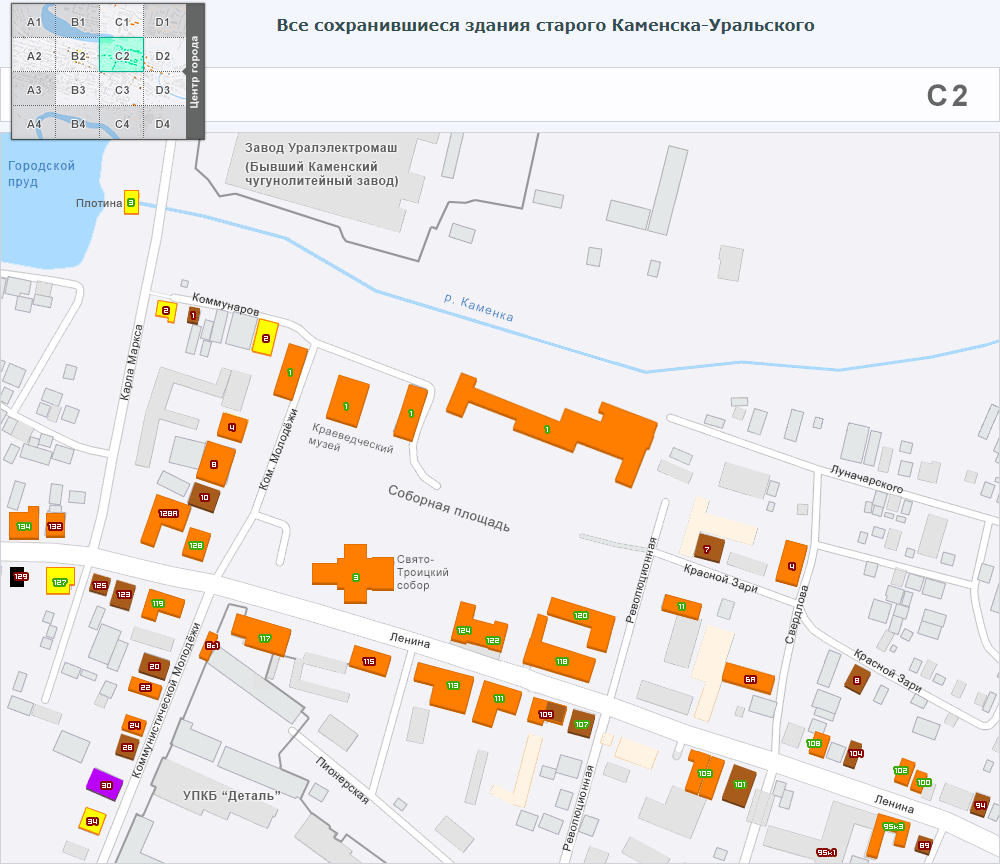 Все сохранившиеся здания старого Каменска-Уральского
A1 B1 C1 D1
A2 B2 C2 D2
A3 B3 C3 D3
A4 B4 C4 D4
Центр города
C2
Городской
пруд
Завод Уралэлектромаш
(Бывший Каменский
чугунолитейный завод)
Плотина
3
р. Каменка
Коммунаров
2
1
2
1
1
1
1
Карла Маркса
Краеведческий
музей
Ком. Молодёжи
4
8
10
128А
128
134
132
Соборная площадь
Луначарского
Революционная
7
Красной Зари
4
Свято-
Троицкий
собор
3
129
127
125
123
119
117
8с1
Ленина
124
122
120
118
11
Свердлова
6А
Красной Зари
8
115
113
111
109
107
20
22
24
28
30
34
Коммунистической Молодёжи
УПКБ “Деталь”
Пионерская
Революционная
103
101
108
104
102
100
94
Ленина
95к3
95к1
89